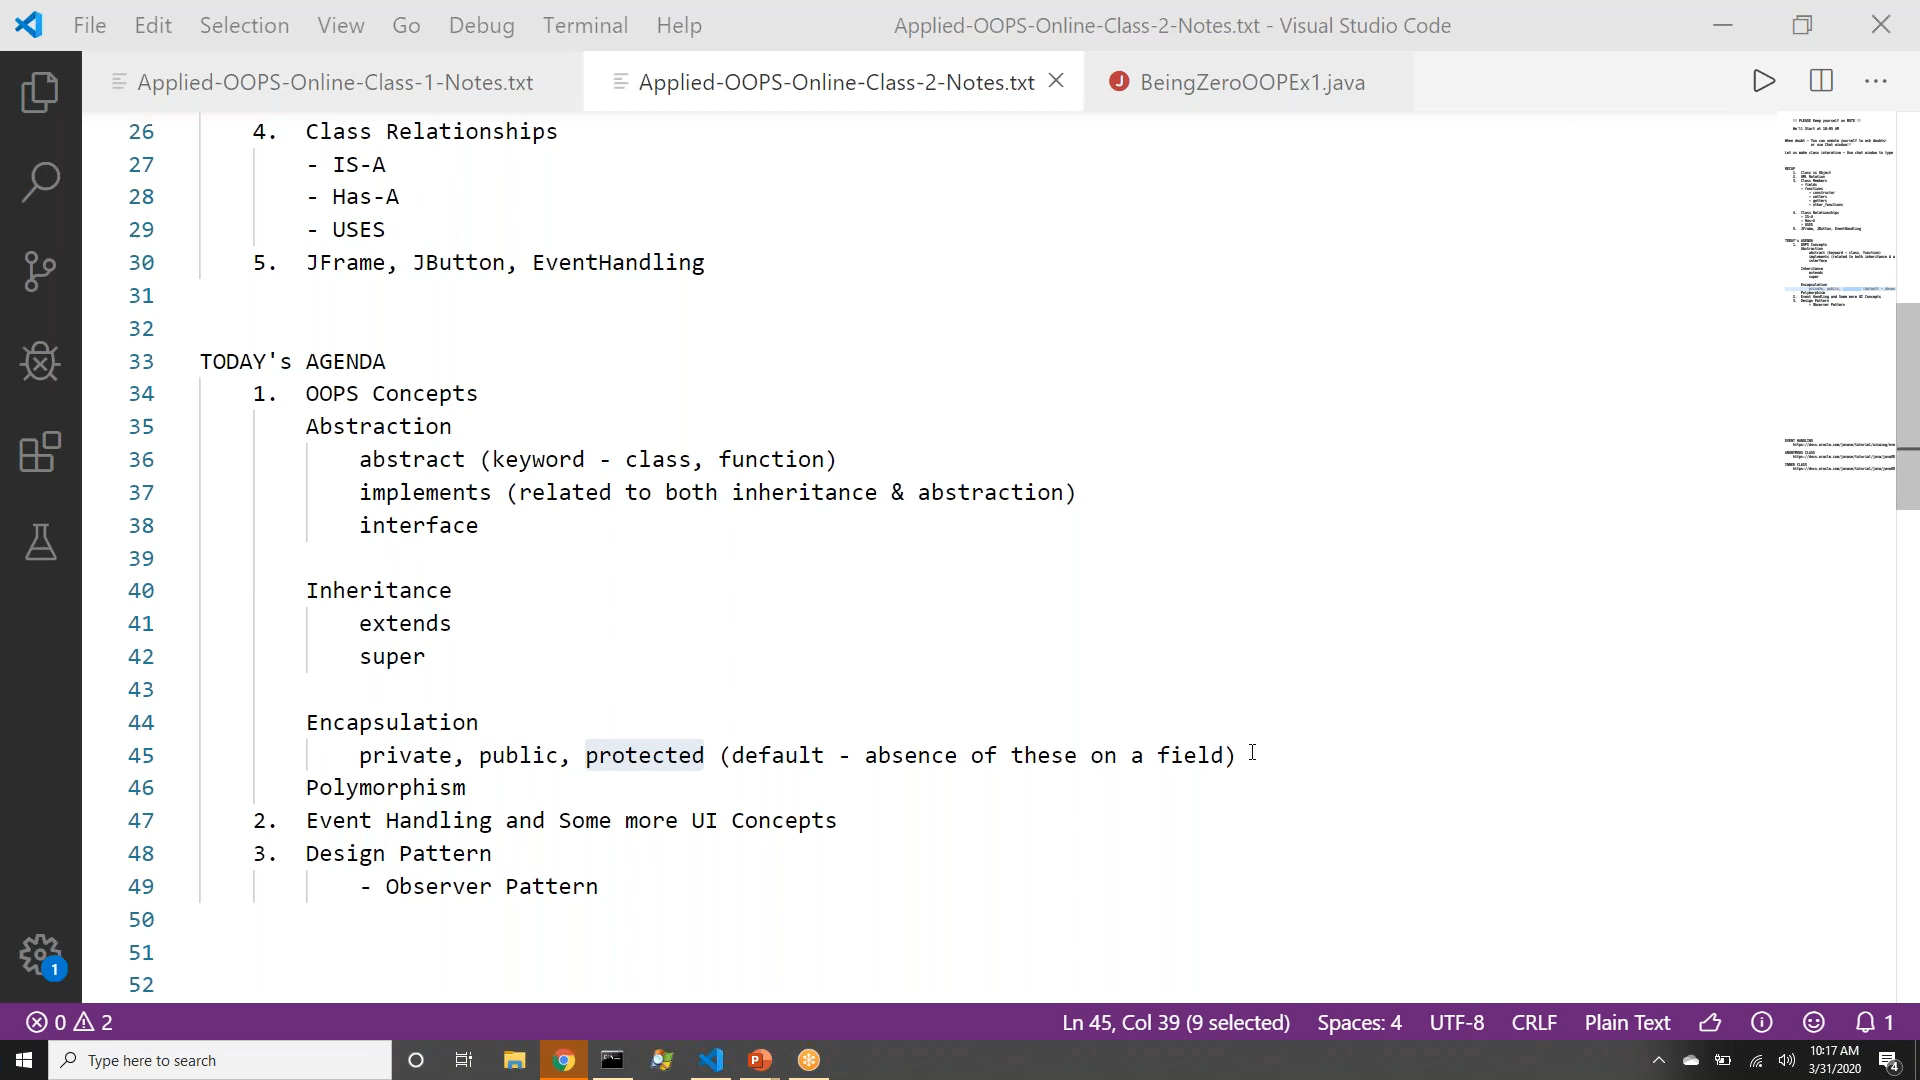 File Edit Selection View Go Debug Terminal Help Applied-OOPS-Online-Class-2-Notes.txt - Visual Studio Code
Applied-OOPS-Online-Class-1-Notes.txt Applied-OOPS-Online-Class-2-Notes.txt J BeingZeroOOPEx1.java
26 4. Class Relationships
27 - IS-A
28 - Has-A
29 - USES
30 5. JFrame, JButton, EventHandling
31
32
33 TODAY's AGENDA
34 1. OOPS Concepts
35 Abstraction
36 abstract (keyword - class, function)
37 implements (related to both inheritance & abstraction)
38 interface
39
40 Inheritance
41 extends
42 super
43
44 Encapsulation
45 private, public, protected (default - absence of these on a field)
46 Polymorphism
47 2. Event Handling and Some more UI Concepts
48 3. Design Pattern
49 - Observer Pattern
50
51
52
1
0 2 Ln 45, Col 39 (9 selected) Spaces: 4 UTF-8 CRLF Plain Text 1
Type here to search
10:17 AM
3/31/2020
4